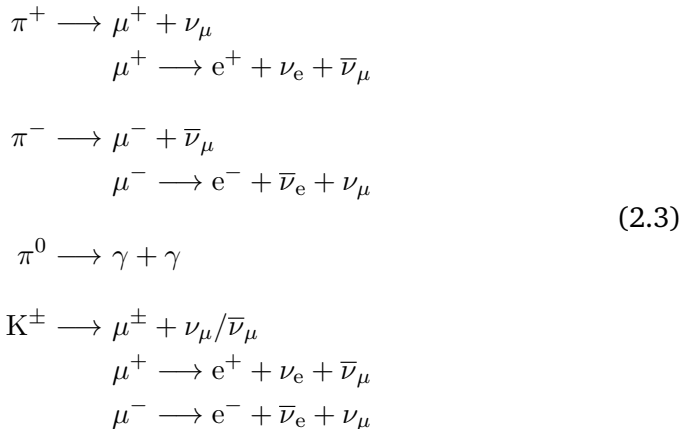 π⁺ ⟶ μ⁺ + ν_μ
μ⁺ ⟶ e⁺ + ν_e + ν̅_μ
π⁻ ⟶ μ⁻ + ν̅_μ
μ⁻ ⟶ e⁻ + ν̅_e + ν_μ
(2.3)
π⁰ ⟶ γ + γ
K^± ⟶ μ^± + ν_μ/ν̅_μ
μ⁺ ⟶ e⁺ + ν_e + ν̅_μ
μ⁻ ⟶ e⁻ + ν̅_e + ν_μ